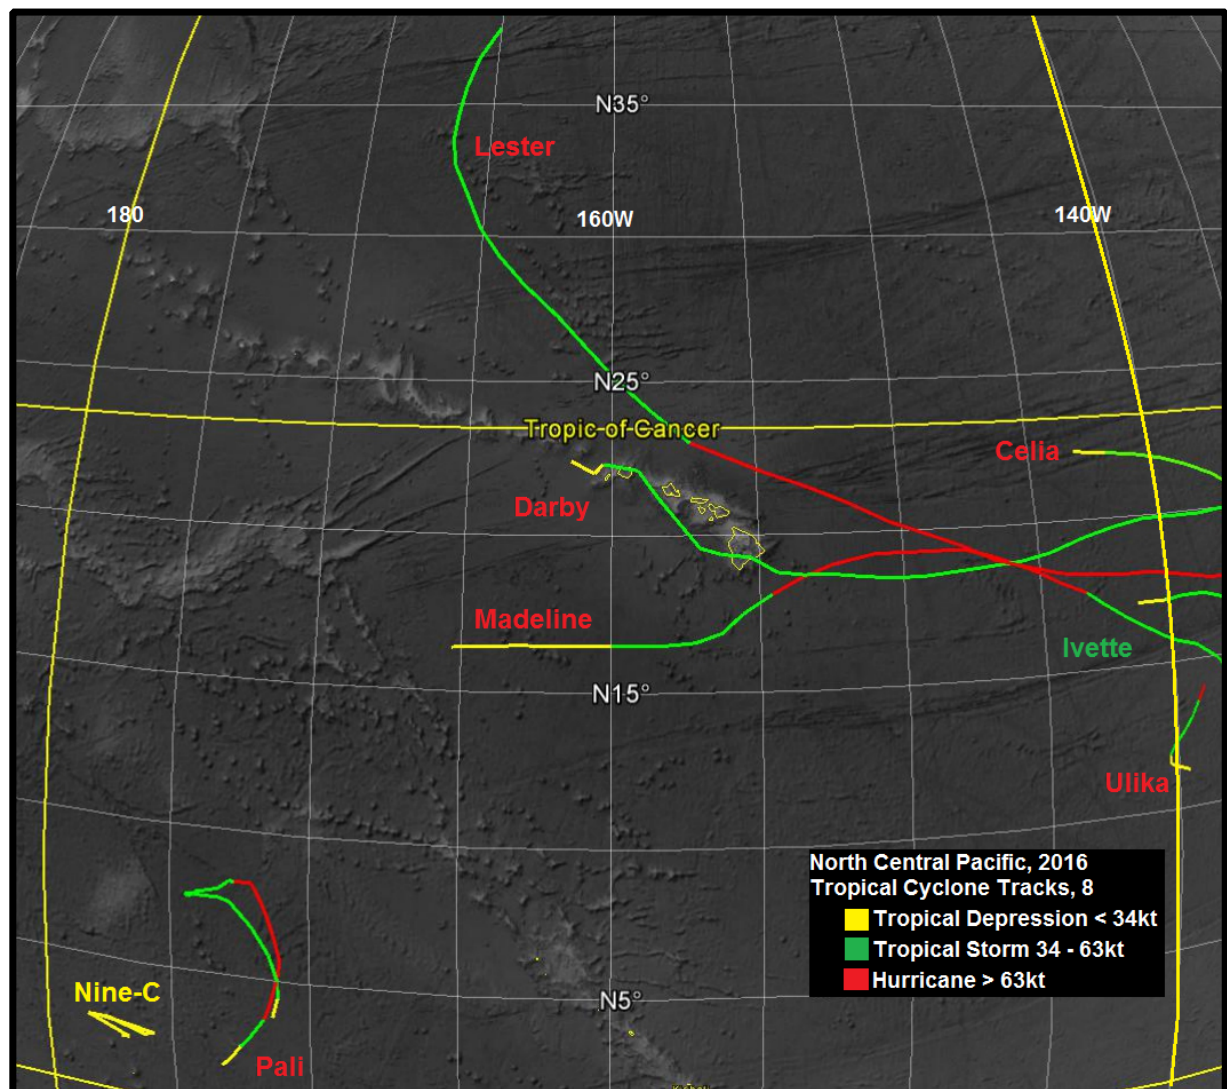 N35°
Lester
180
160W
140W
N25°
Tropic of Cancer
Celia
Darby
Madeline
Ivette
N15°
Ulika
North Central Pacific, 2016
Tropical Cyclone Tracks, 8
Tropical Depression < 34kt
Tropical Storm 34 - 63kt
Hurricane > 63kt
Nine-C
N5°
Pali